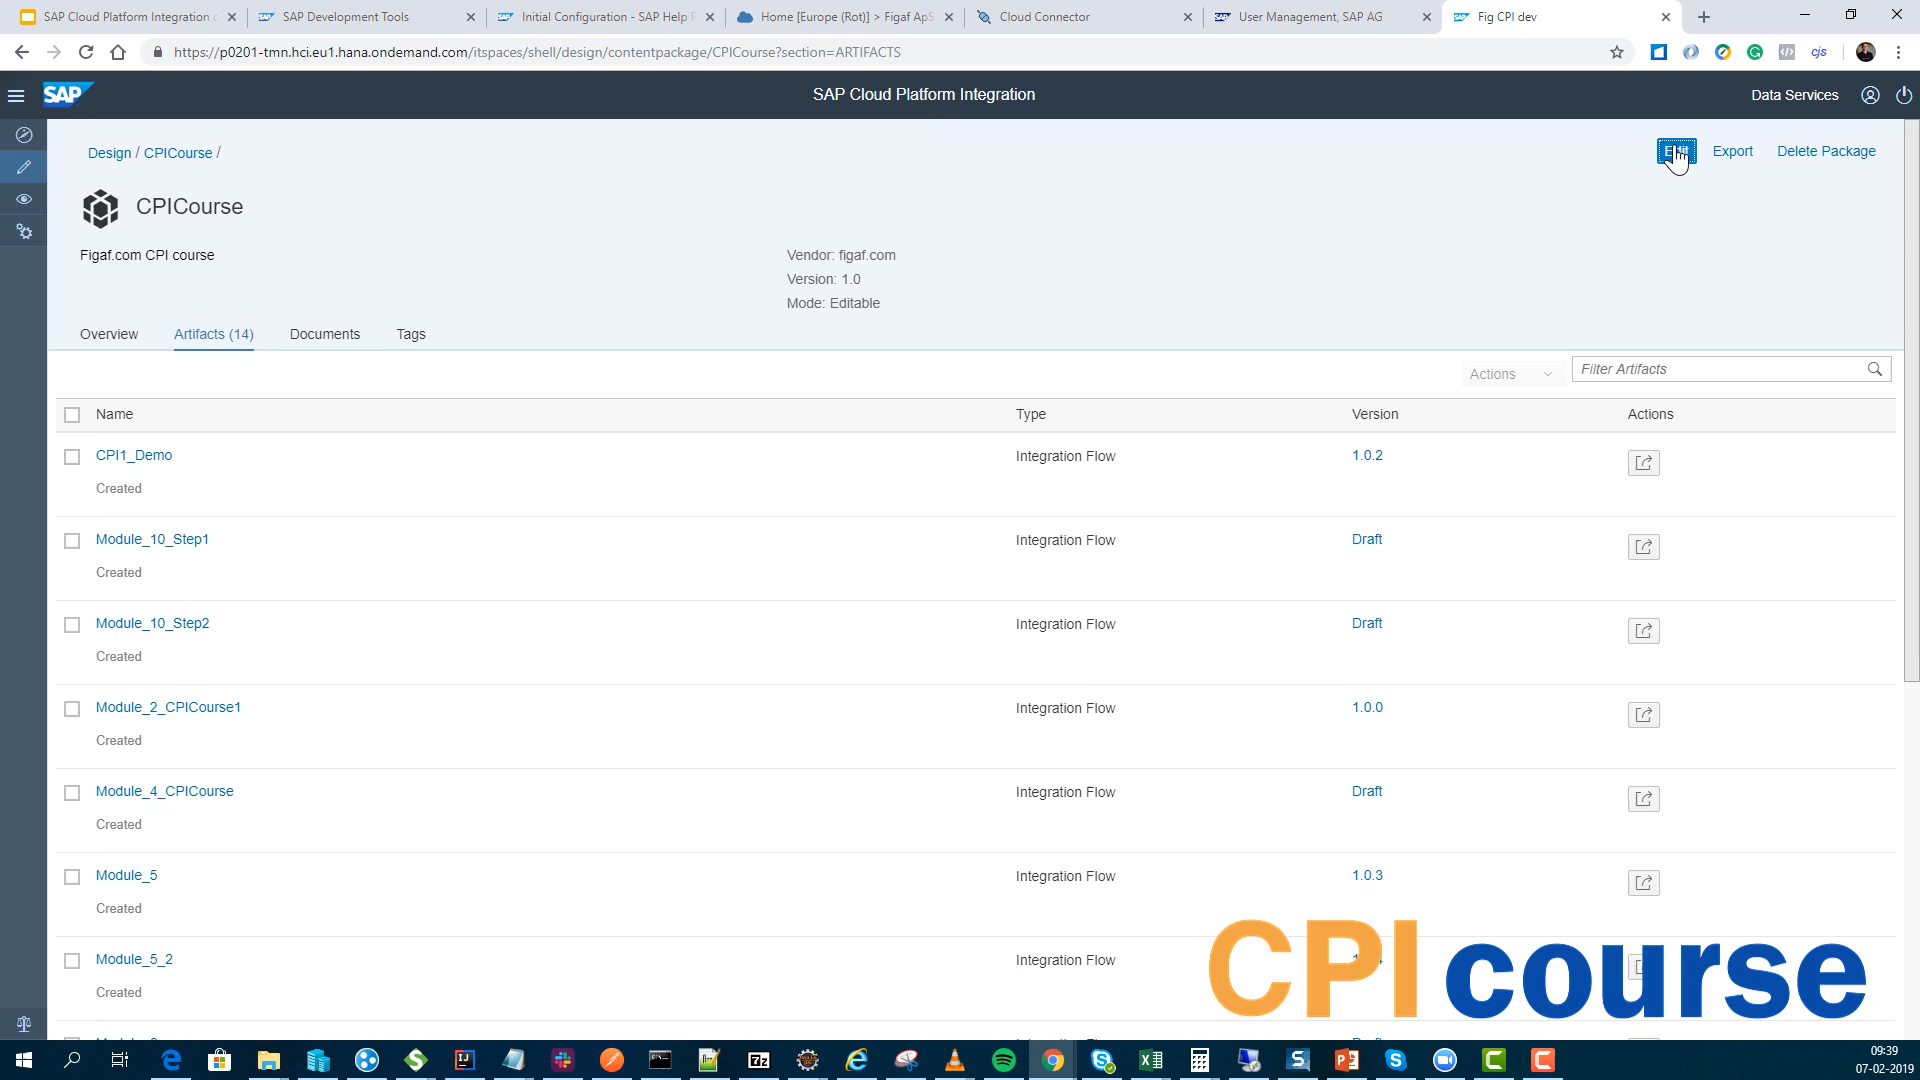 SAP Cloud Platform Integration
SAP Development Tools
Initial Configuration - SAP Help
Home [Europe (Rot)] > Figaf ApS
Cloud Connector
User Management, SAP AG
Fig CPI dev
https://p0201-tmn.hci.eu1.hana.ondemand.com/itspaces/shell/design/contentpackage/CPICourse?section=ARTIFACTS
cjs
SAP
SAP Cloud Platform Integration
Data Services
Design / CPICourse /
Edit
Export
Delete Package
CPICourse
Figaf.com CPI course
Vendor: figaf.com
Version: 1.0
Mode: Editable
Overview
Artifacts (14)
Documents
Tags
Actions
Filter Artifacts
Name
Type
Version
Actions
CPI1_Demo
Integration Flow
1.0.2
Created
Module_10_Step1
Integration Flow
Draft
Created
Module_10_Step2
Integration Flow
Draft
Created
Module_2_CPICourse1
Integration Flow
1.0.0
Created
Module_4_CPICourse
Integration Flow
Draft
Created
Module_5
Integration Flow
1.0.3
Created
Module_5_2
Integration Flow
Created
CPI course
09:39
07-02-2019